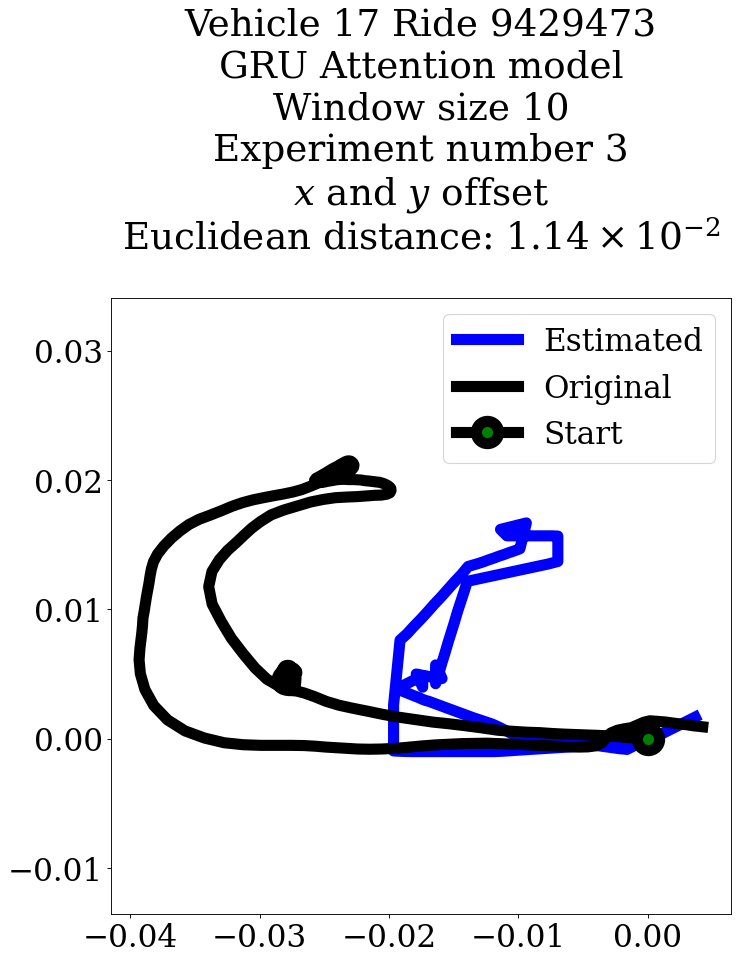 Vehicle 17 Ride 9429473
GRU Attention model
Window size 10
Experiment number 3
x and y offset
Euclidean distance: 1.14 × 10⁻²
Estimated
Original
Start
0.03
0.02
0.01
0.00
−0.01
−0.04 −0.03 −0.02 −0.01 0.00